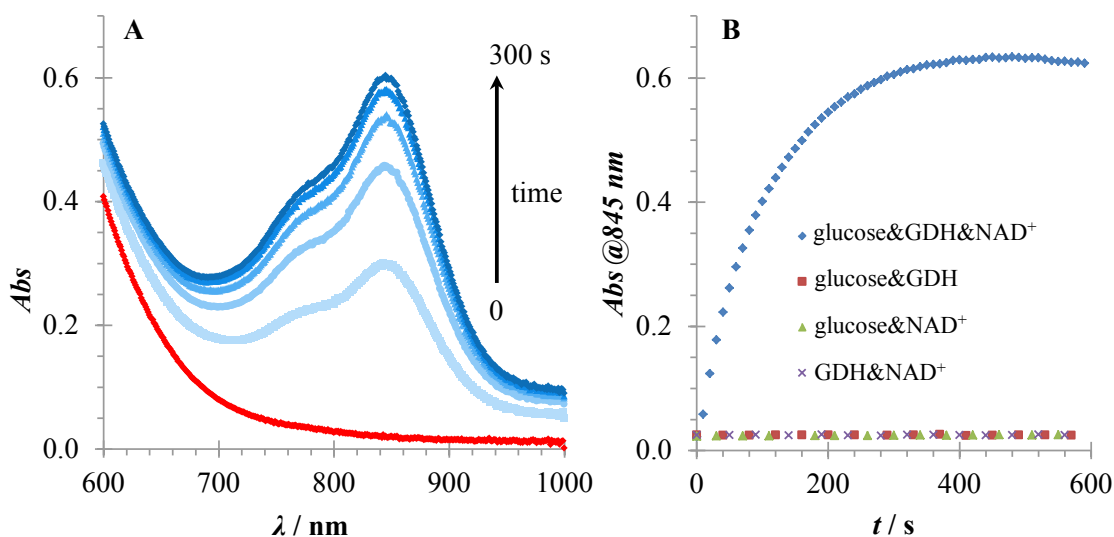 A
300 s
time
0
Abs
0.6
0.4
0.2
0.0
600
700
800
900
1000
λ / nm
B
Abs @845 nm
0.6
0.4
0.2
0.0
glucose&GDH&NAD⁺
glucose&GDH
glucose&NAD⁺
GDH&NAD⁺
0
200
400
600
t / s